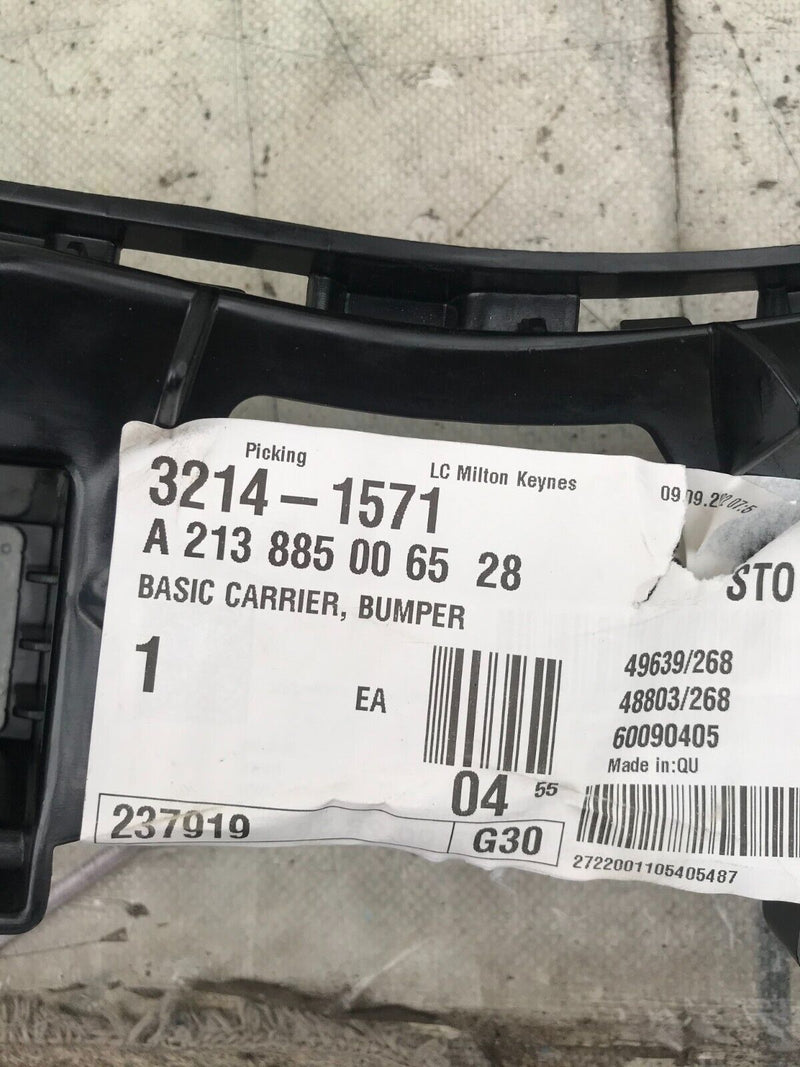 Picking
LC Milton Keynes
3214-1571
A 213 885 00 65 28
STO
BASIC CARRIER, BUMPER
1
EA
49639/268
48803/268
60090405
Made in:QU
04 55
237919
G30
2722001105405487